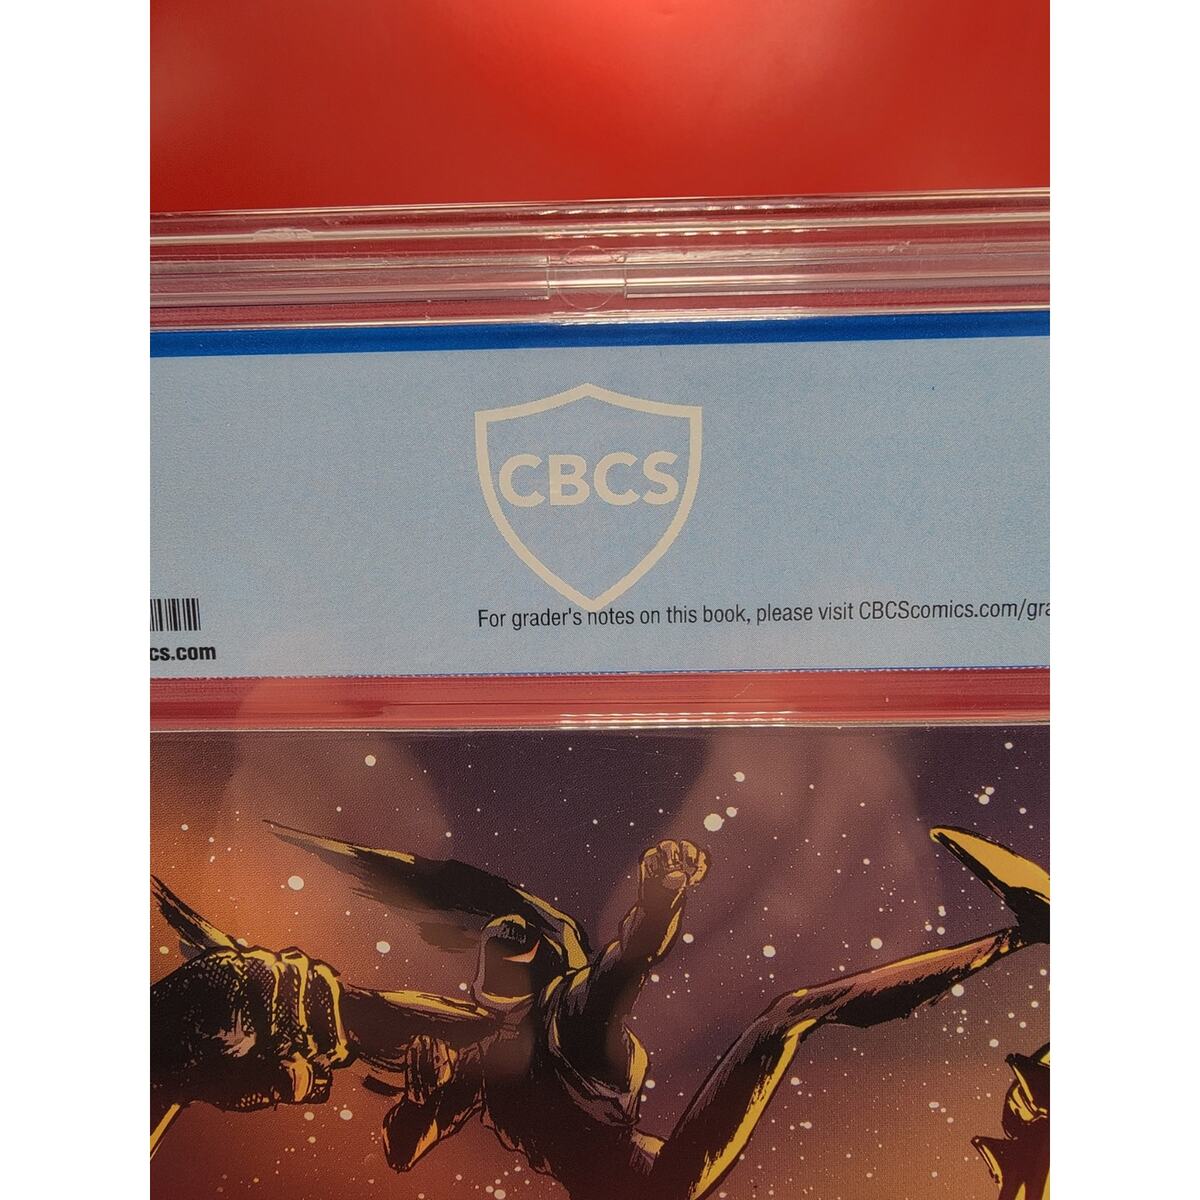 CBCS
For grader's notes on this book, please visit CBCScomics.com/gra
cs.com